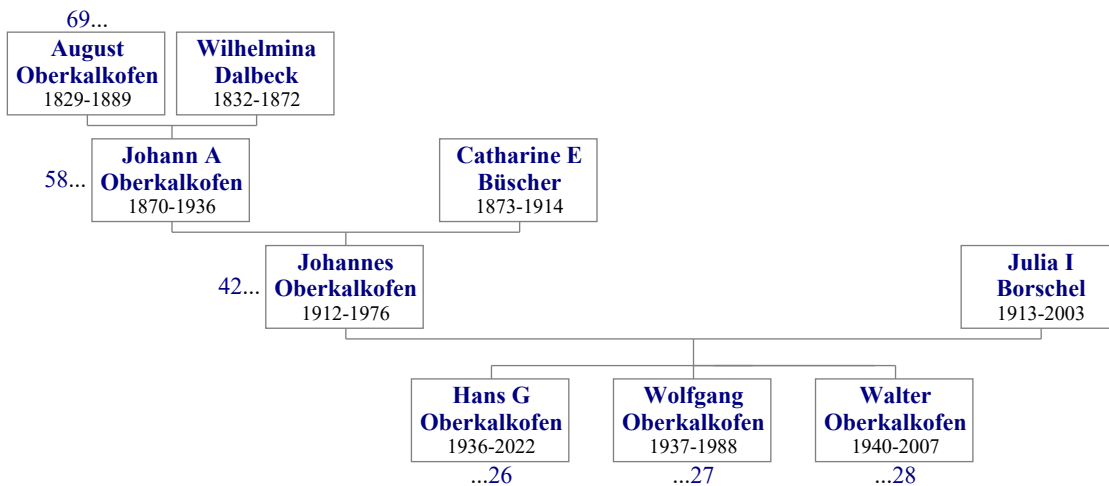 69...
August
Oberkalkofen
1829-1889
Wilhelmina
Dalbeck
1832-1872
58...
Johann A
Oberkalkofen
1870-1936
Catharine E
Büscher
1873-1914
42...
Johannes
Oberkalkofen
1912-1976
Julia I
Borschel
1913-2003
Hans G
Oberkalkofen
1936-2022
...26
Wolfgang
Oberkalkofen
1937-1988
...27
Walter
Oberkalkofen
1940-2007
...28